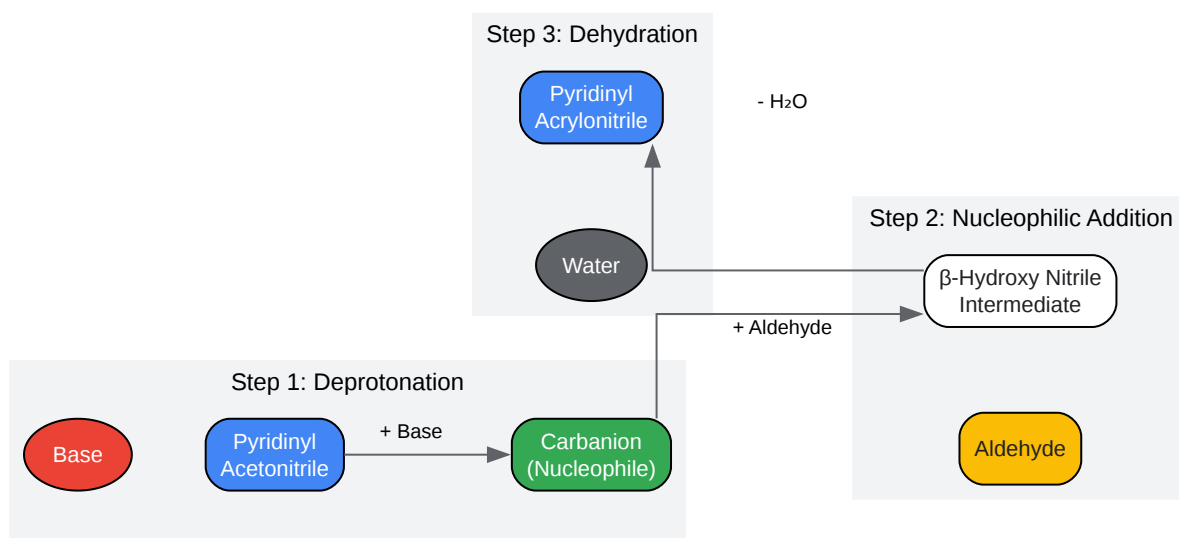 Step 3: Dehydration
Pyridinyl
Acrylonitrile
- H₂O
Water
Step 2: Nucleophilic Addition
β-Hydroxy Nitrile
Intermediate
+ Aldehyde
Step 1: Deprotonation
Base
Pyridinyl
Acetonitrile
+ Base
Carbanion
(Nucleophile)
Aldehyde